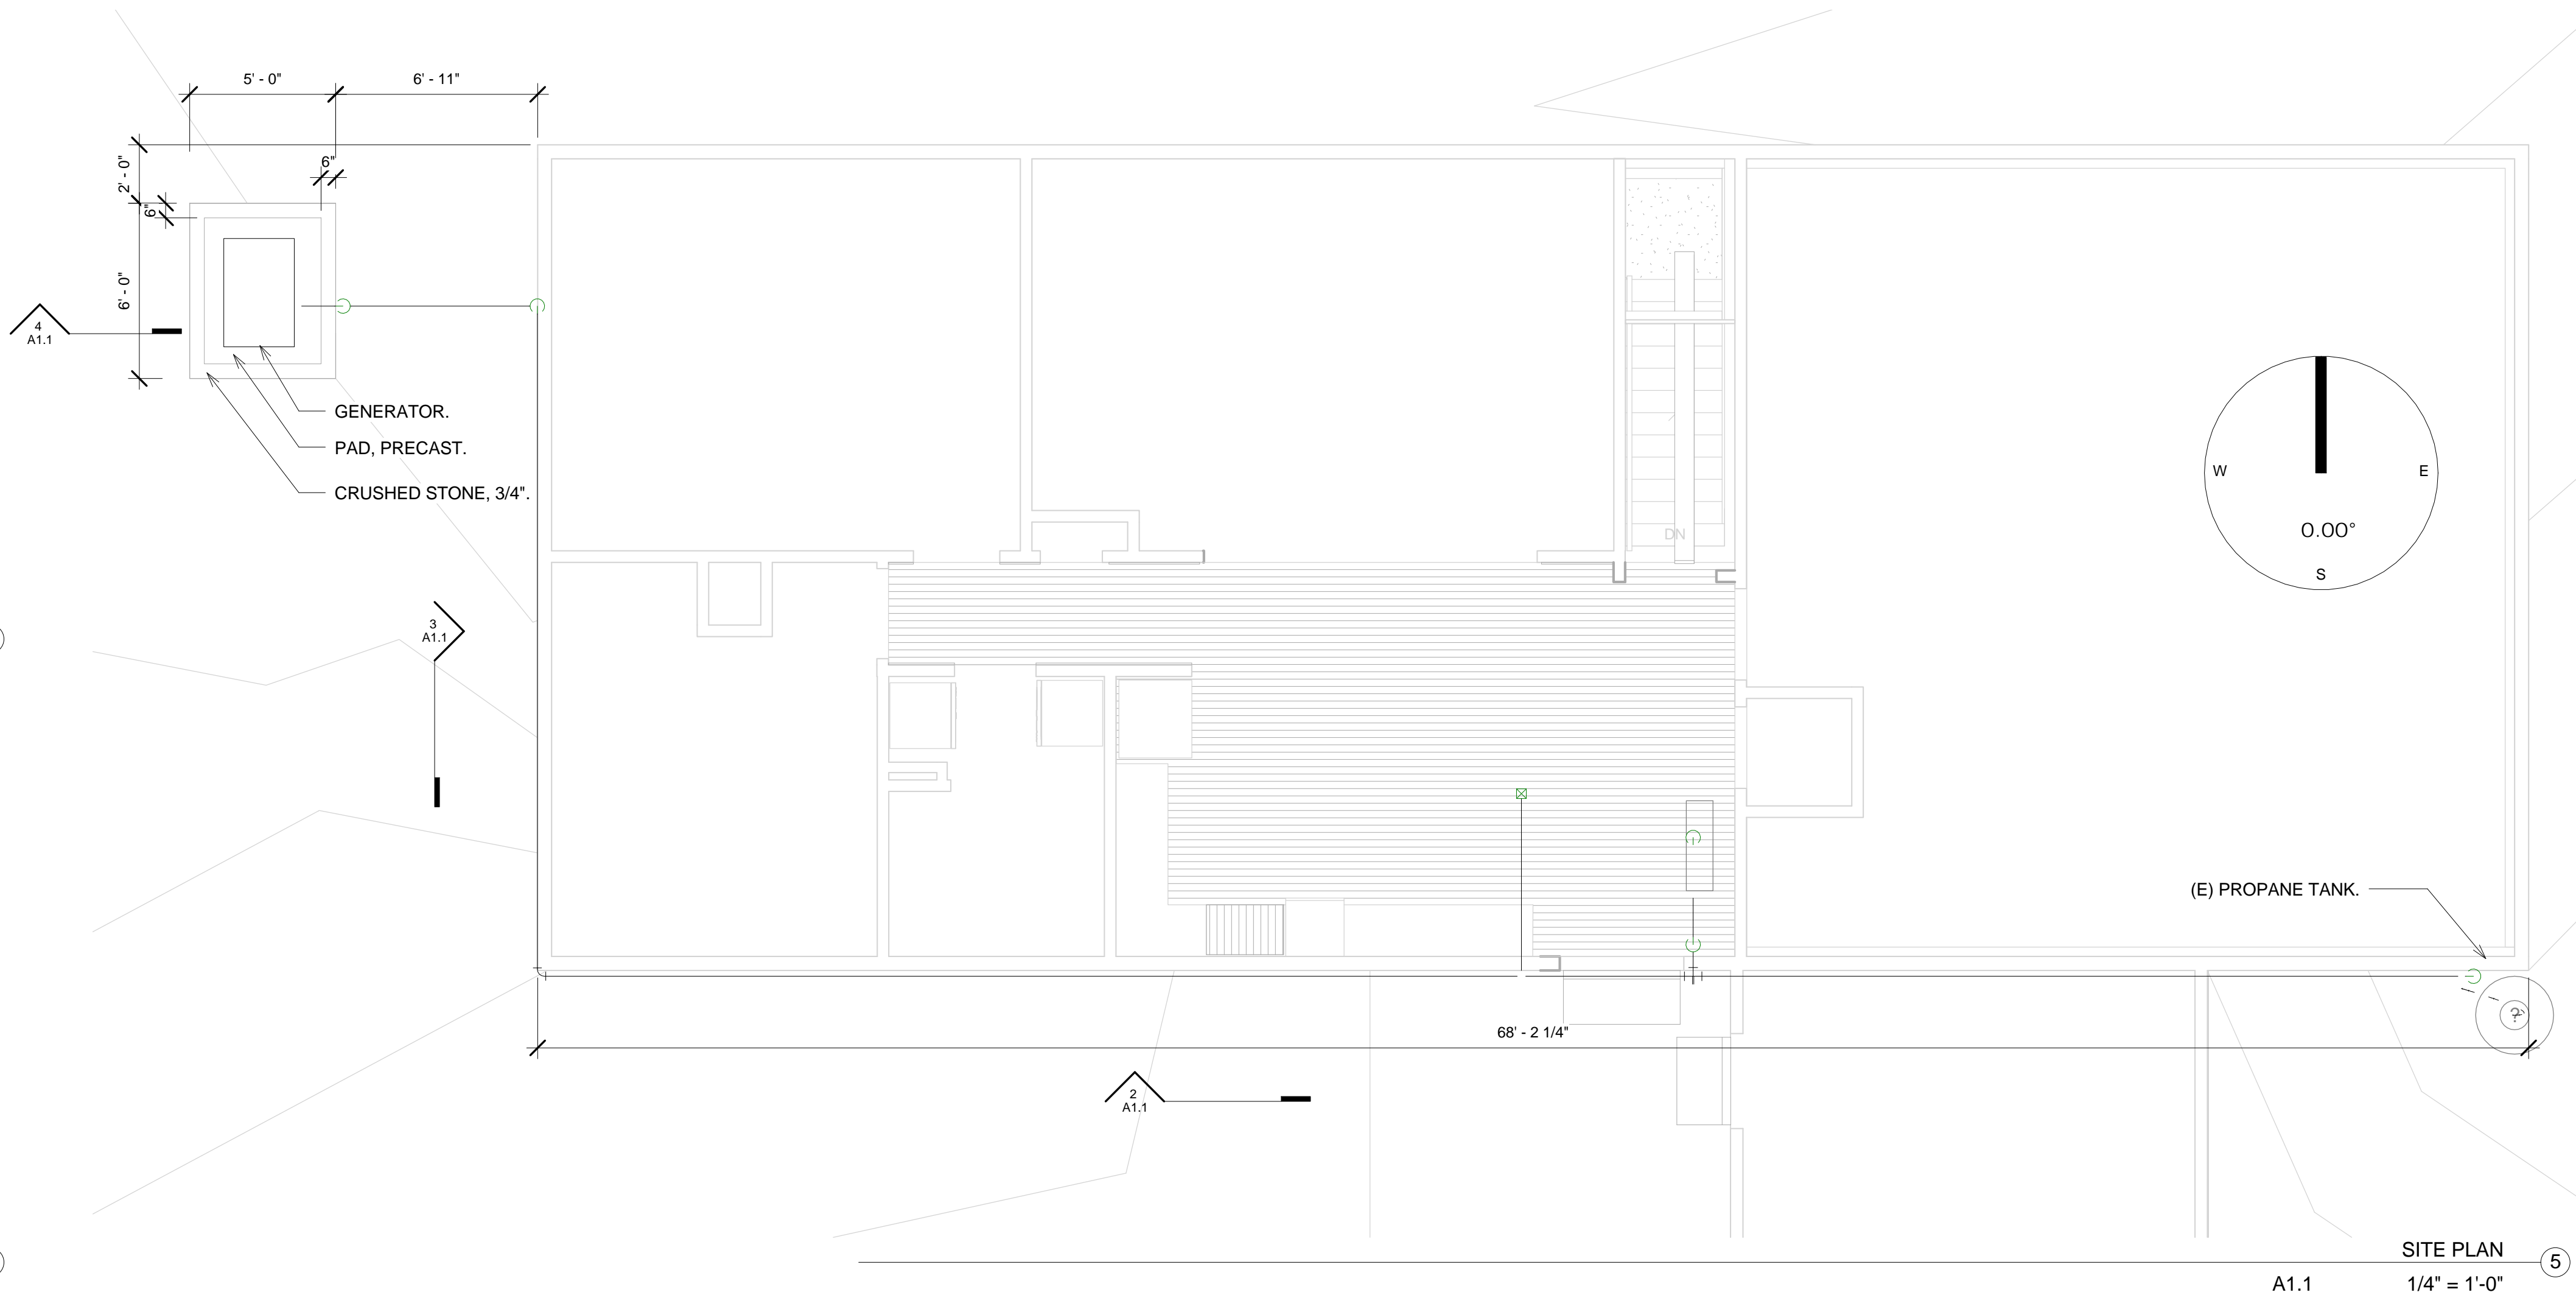 5' - 0"
6' - 11"
2' - 0"
6"
6"
6' - 0"
4
A1.1
GENERATOR.
PAD, PRECAST.
CRUSHED STONE, 3/4".
W
E
0.00°
S
DN
3
A1.1
(E) PROPANE TANK.
?
68' - 2 1/4"
2
A1.1
SITE PLAN
5
A1.1
1/4" = 1'-0"